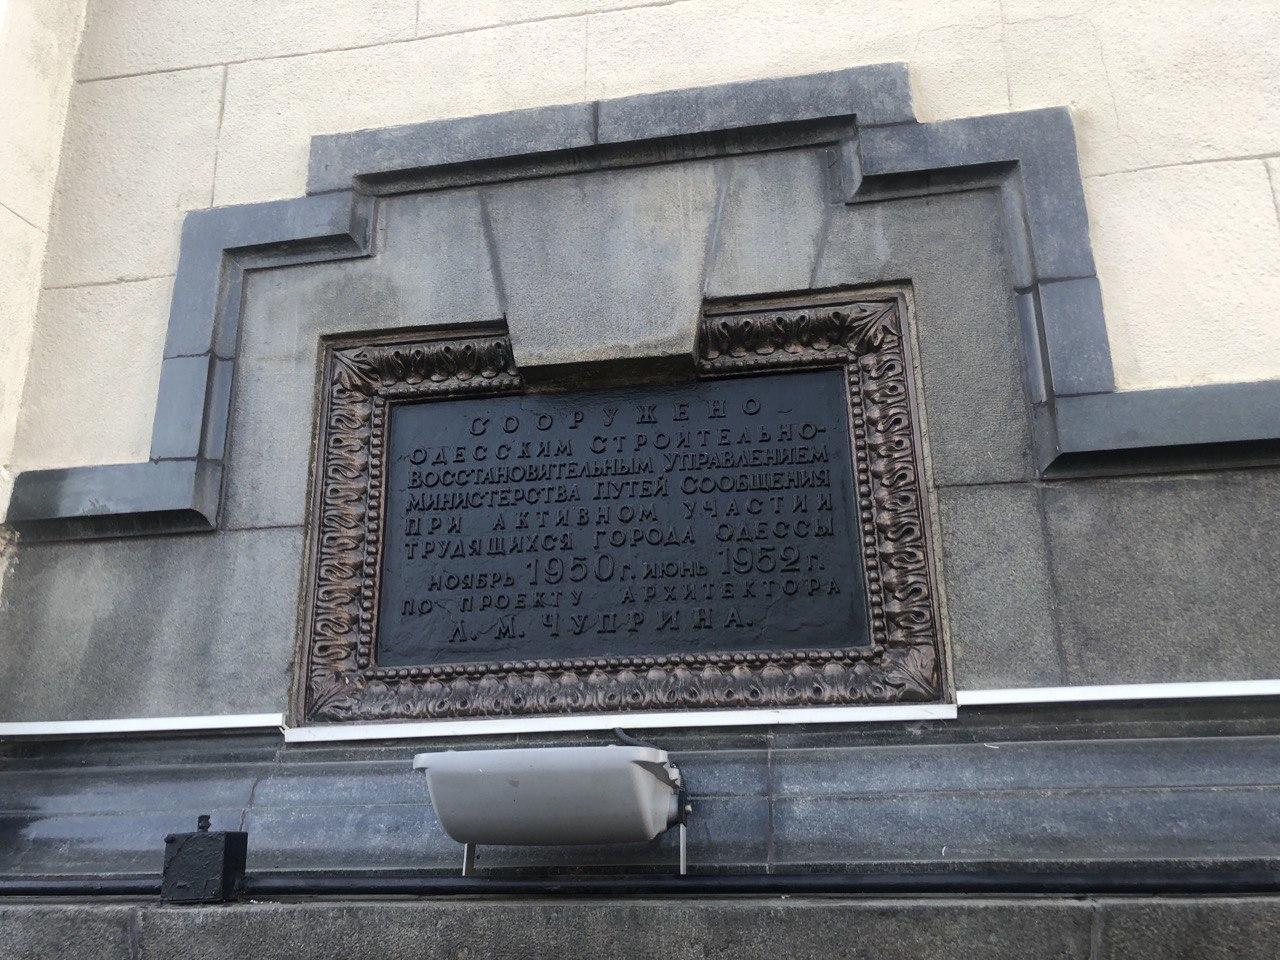 СООРУЖЕНО
ОДЕССКИМ СТРОИТЕЛЬНО-
ВОССТАНОВИТЕЛЬНЫМ УПРАВЛЕНИЕМ
МИНИСТЕРСТВА ПУТЕЙ СООБЩЕНИЯ
ПРИ АКТИВНОМ УЧАСТИИ
ТРУДЯЩИХСЯ ГОРОДА ОДЕССЫ
НОЯБРЬ 1950 г. ИЮНЬ 1952 г.
ПО ПРОЕКТУ АРХИТЕКТОРА
Л. М. ЧУПРИНА.